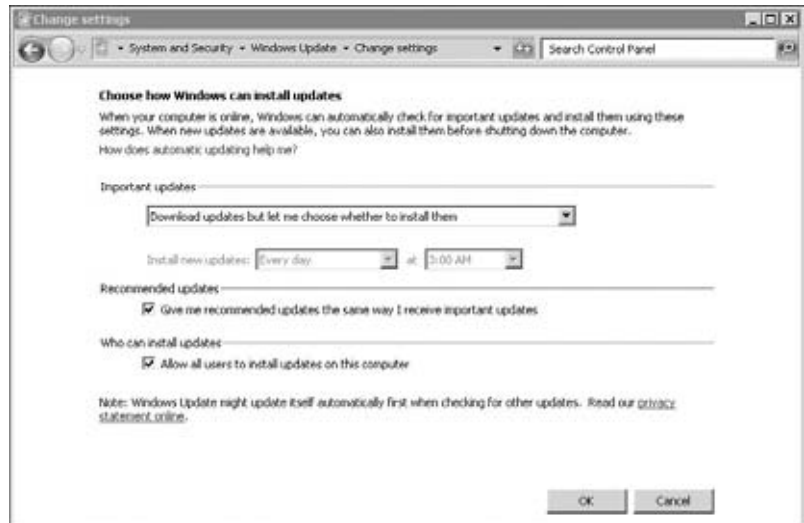 Change settings
System and Security • Windows Update • Change settings
Search Control Panel
Choose how Windows can install updates
When your computer is online, Windows can automatically check for important updates and install them using these
settings. When new updates are available, you can also install them before shutting down the computer.
How does automatic updating help me?
Important updates
Download updates but let me choose whether to install them
Install new updates: Every day at 3:00 AM
Recommended updates
Give me recommended updates the same way I receive important updates
Who can install updates
Allow all users to install updates on this computer
Note: Windows Update might update itself automatically first when checking for other updates. Read our privacy
statement online.
OK Cancel